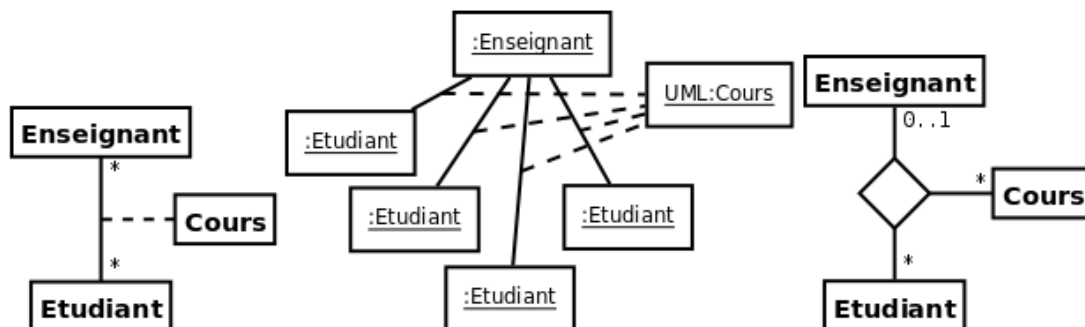 Enseignant
*
Cours
*
Etudiant
:Enseignant
UML:Cours
:Etudiant
:Etudiant
:Etudiant
:Etudiant
Enseignant
0..1
*
Cours
*
Etudiant